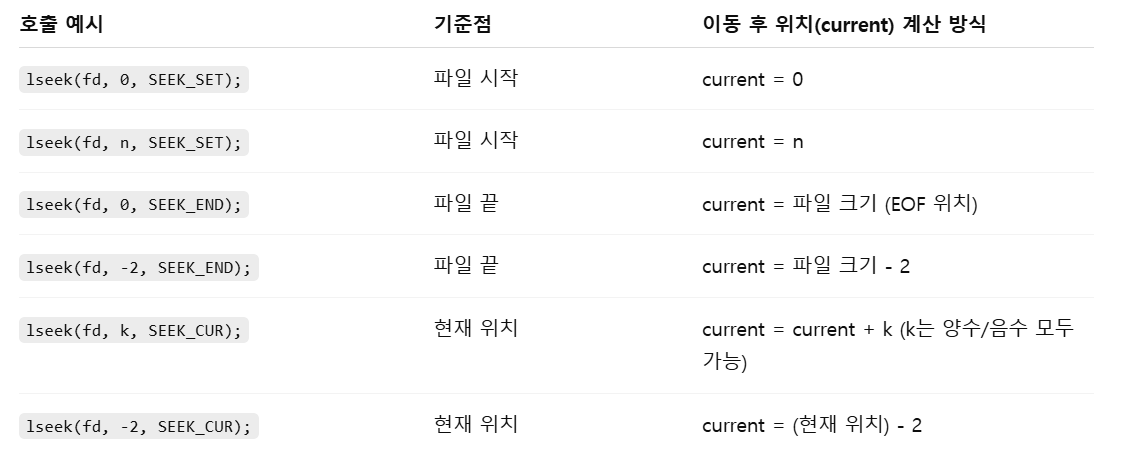 호출 예시 기준점 이동 후 위치(current) 계산 방식
lseek(fd, 0, SEEK_SET); 파일 시작 current = 0
lseek(fd, n, SEEK_SET); 파일 시작 current = n
lseek(fd, 0, SEEK_END); 파일 끝 current = 파일 크기 (EOF 위치)
lseek(fd, -2, SEEK_END); 파일 끝 current = 파일 크기 - 2
lseek(fd, k, SEEK_CUR); 현재 위치 current = current + k (k는 양수/음수 모두
가능)
lseek(fd, -2, SEEK_CUR); 현재 위치 current = (현재 위치) - 2